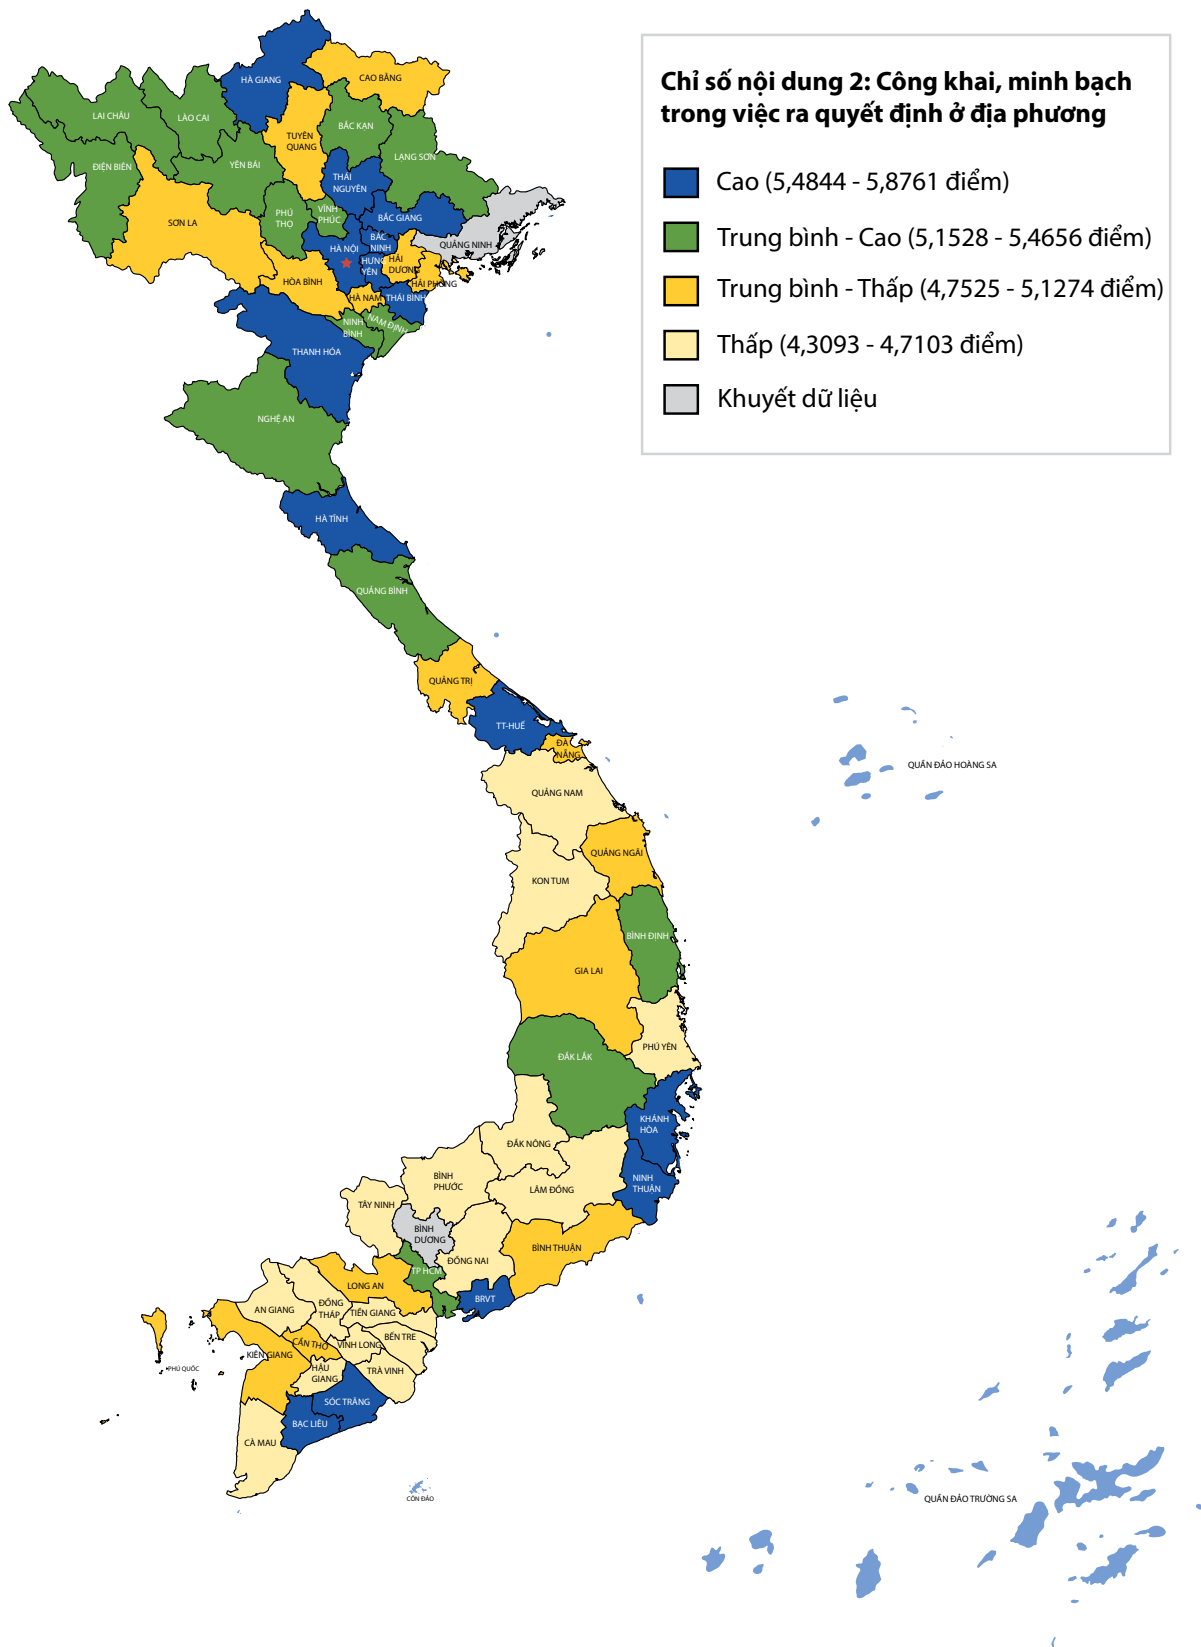 Chỉ số nội dung 2: Công khai, minh bạch
trong việc ra quyết định ở địa phương
Cao (5,4844 - 5,8761 điểm)
Trung bình - Cao (5,1528 - 5,4656 điểm)
Trung bình - Thấp (4,7525 - 5,1274 điểm)
Thấp (4,3093 - 4,7103 điểm)
Khuyết dữ liệu
HÀ GIANG
CAO BẰNG
LAI CHÂU
LÀO CAI
BẮC KẠN
TUYÊN
QUANG
LẠNG SƠN
ĐIỆN BIÊN
YÊN BÁI
THÁI
NGUYÊN
SƠN LA
PHÚ
THỌ
VĨNH
PHÚC
BẮC GIANG
QUẢNG NINH
HÀ NỘI
BẮC
NINH
HƯNG
YÊN
HẢI
DƯƠNG
HẢI PHÒNG
HÒA BÌNH
HÀ NAM
THÁI BÌNH
NINH
BÌNH
NAM ĐỊNH
THANH HÓA
NGHỆ AN
HÀ TĨNH
QUẢNG BÌNH
QUẢNG TRỊ
TT-HUẾ
ĐÀ
NẴNG
QUẦN ĐẢO HOÀNG SA
QUẢNG NAM
QUẢNG NGÃI
KON TUM
BÌNH ĐỊNH
GIA LAI
PHÚ YÊN
ĐẮK LẮK
KHÁNH
HÒA
ĐẮK NÔNG
BÌNH
PHƯỚC
LÂM ĐỒNG
NINH
THUẬN
TÂY NINH
BÌNH
DƯƠNG
BÌNH THUẬN
ĐỒNG NAI
TP HCM
LONG AN
BRVT
AN GIANG
ĐỒNG
THÁP
TIỀN GIANG
BẾN TRE
CẦN THƠ
VĨNH LONG
KIÊN GIANG
PHÚ QUỐC
HẬU
GIANG
TRÀ VINH
SÓC TRĂNG
BẠC LIÊU
CÀ MAU
CÔN ĐẢO
QUẦN ĐẢO TRƯỜNG SA